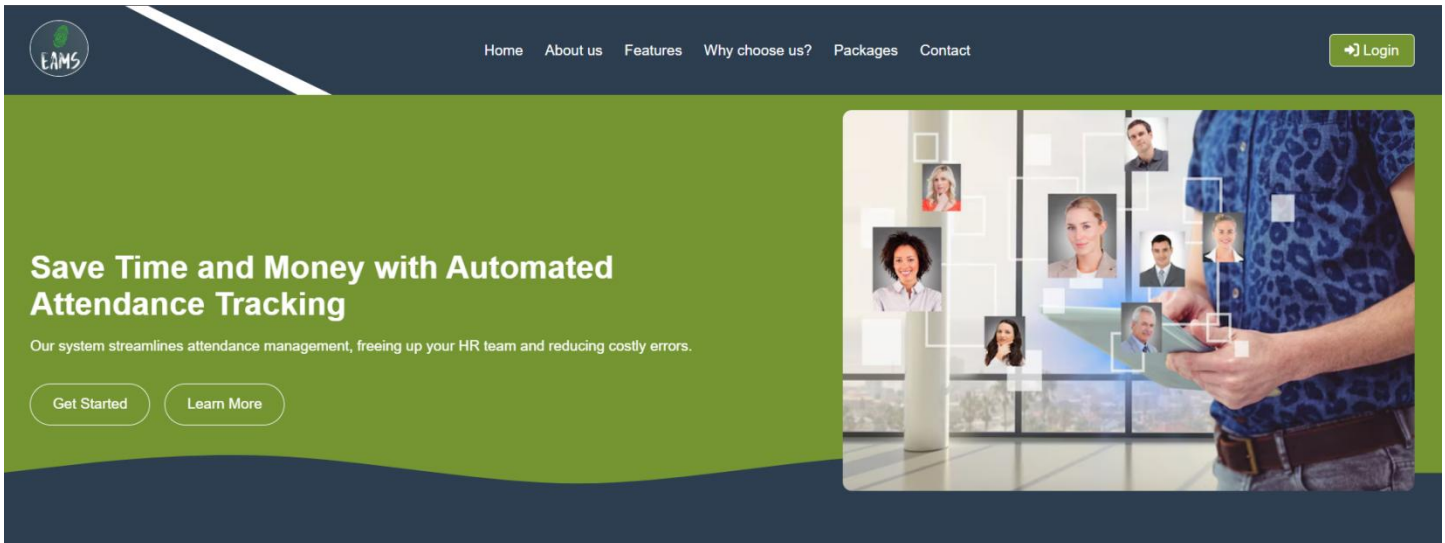 EAMS
Home About us Features Why choose us? Packages Contact
Login
Save Time and Money with Automated
Attendance Tracking
Our system streamlines attendance management, freeing up your HR team and reducing costly errors.
Get Started Learn More